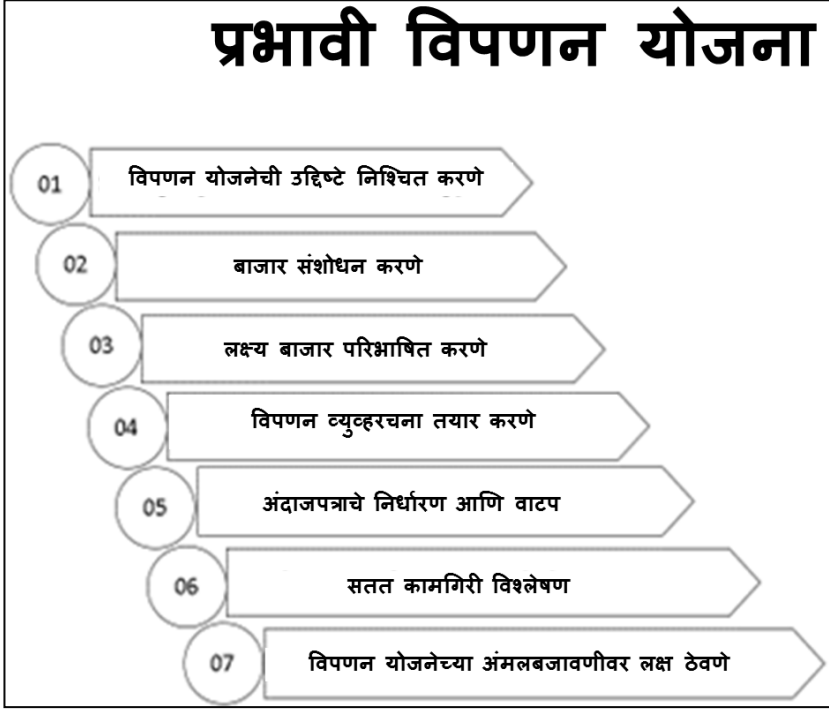 प्रभावी विपणन योजना
01 विपणन योजनेची उद्दिष्टे निश्चित करणे
02 बाजार संशोधन करणे
03 लक्ष्य बाजार परिभाषित करणे
04 विपणन व्युव्हरचना तयार करणे
05 अंदाजपत्राचे निर्धारण आणि वाटप
06 सतत कामगिरी विश्लेषण
07 विपणन योजनेच्या अंमलबजावणीवर लक्ष ठेवणे